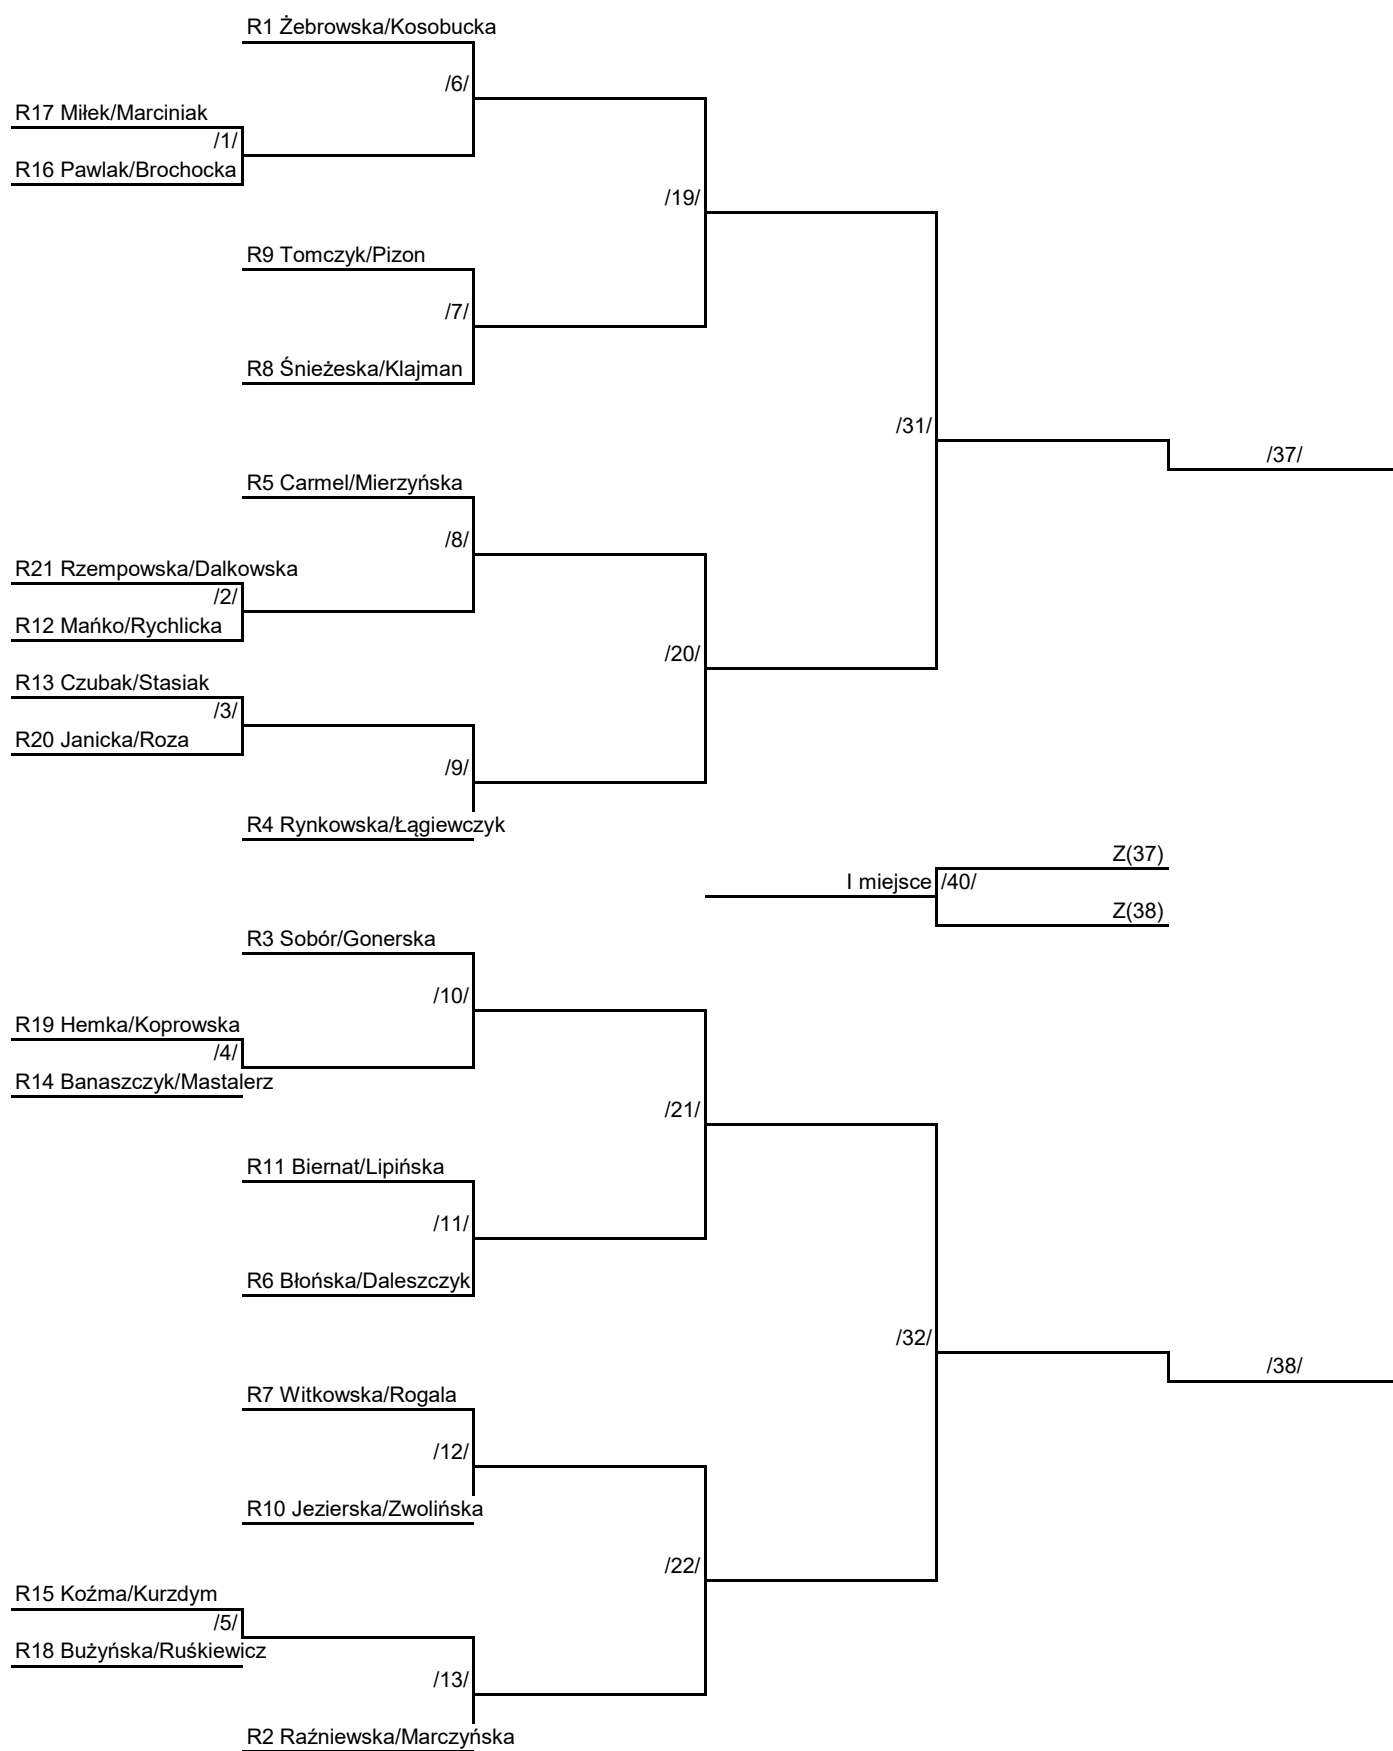 R1 Żebrowska/Kosobucka
/6/
R17 Miłek/Marciniak
/1/
R16 Pawlak/Brochocka
/19/
R9 Tomczyk/Pizon
/7/
R8 Śnieżeska/Klajman
/31/
/37/
R5 Carmel/Mierzyńska
/8/
R21 Rzempowska/Dalkowska
/2/
R12 Mańko/Rychlicka
/20/
R13 Czubak/Stasiak
/3/
R20 Janicka/Roza
/9/
R4 Rynkowska/Łągiewczyk
Z(37)
I miejsce /40/
Z(38)
R3 Sobór/Gonerska
/10/
R19 Hemka/Koprowska
/4/
R14 Banaszczyk/Mastalerz
/21/
R11 Biernat/Lipińska
/11/
R6 Błońska/Daleszczyk
/32/
/38/
R7 Witkowska/Rogala
/12/
R10 Jezierska/Zwolińska
/22/
R15 Koźma/Kurzdym
/5/
R18 Bużyńska/Ruśkiewicz
/13/
R2 Raźniewska/Marczyńska